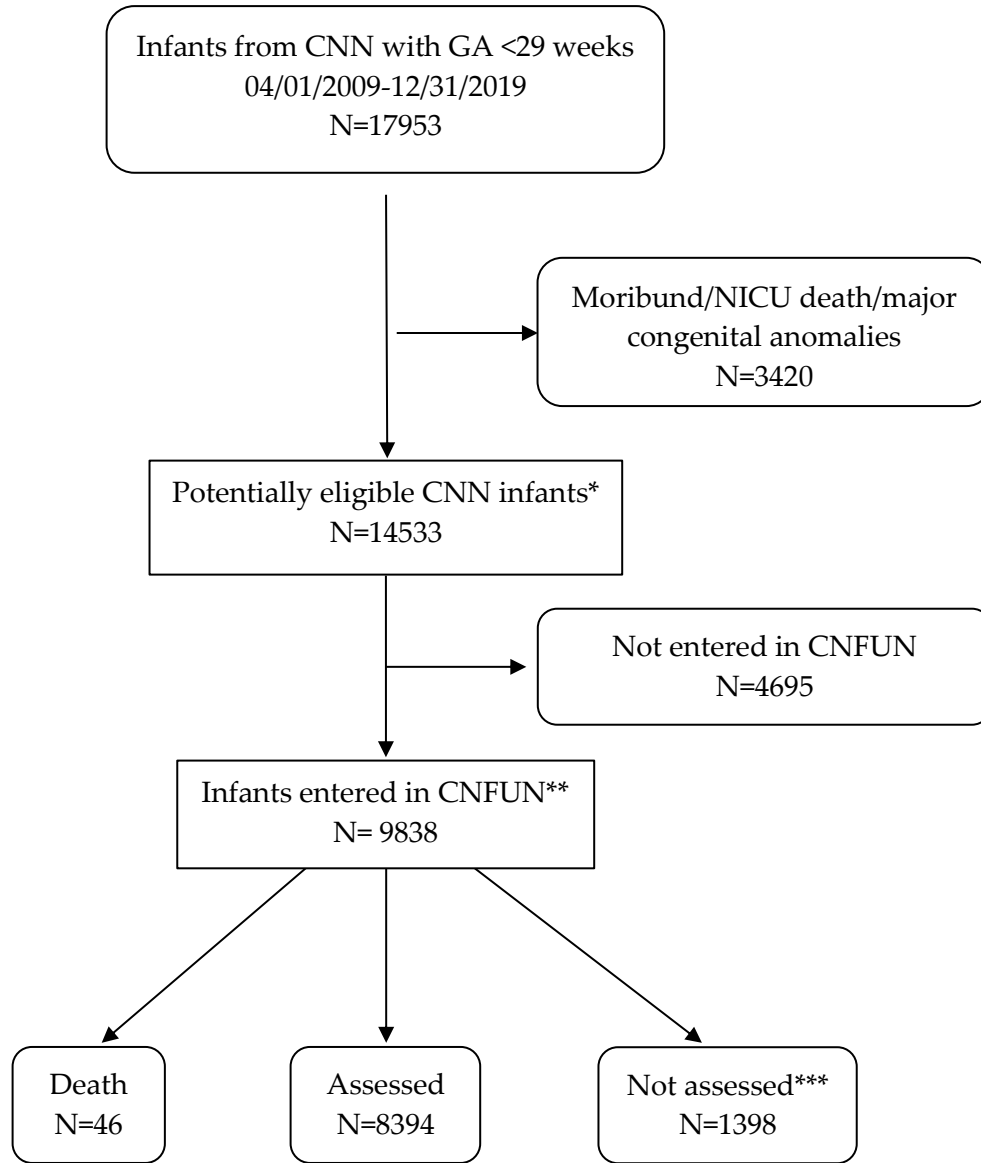 Infants from CNN with GA <29 weeks
04/01/2009-12/31/2019
N=17953
Moribund/NICU death/major
congenital anomalies
N=3420
Potentially eligible CNN infants*
N=14533
Not entered in CNFUN
N=4695
Infants entered in CNFUN**
N= 9838
Death
N=46
Assessed
N=8394
Not assessed***
N=1398